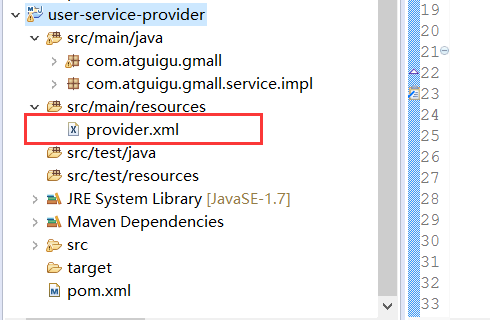 user-service-provider
src/main/java
com.atguigu.gmall
com.atguigu.gmall.service.impl
src/main/resources
provider.xml
src/test/java
src/test/resources
JRE System Library [JavaSE-1.7]
Maven Dependencies
src
target
pom.xml
19
20
21
22
23
24
25
26
27
28
29
30
31
32
33